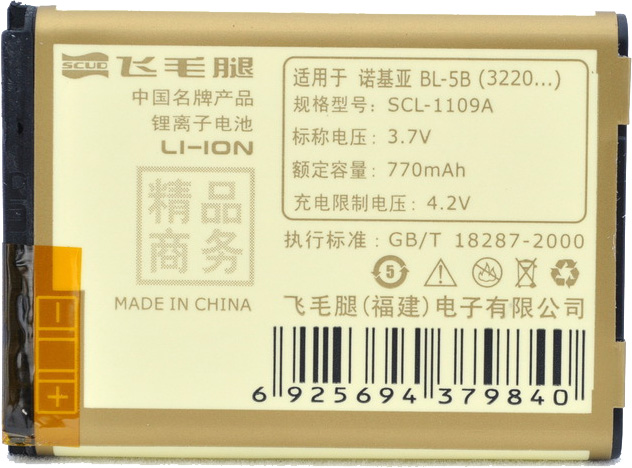 SCUD 飞毛腿
中国名牌产品
锂离子电池
LI-ION
精品
商务
MADE IN CHINA
适用于 诺基亚 BL-5B (3220...)
规格型号: SCL-1109A
标称电压: 3.7V
额定容量: 770mAh
充电限制电压: 4.2V
执行标准: GB/T 18287-2000
5
飞毛腿(福建)电子有限公司
6 925694 379840
− +